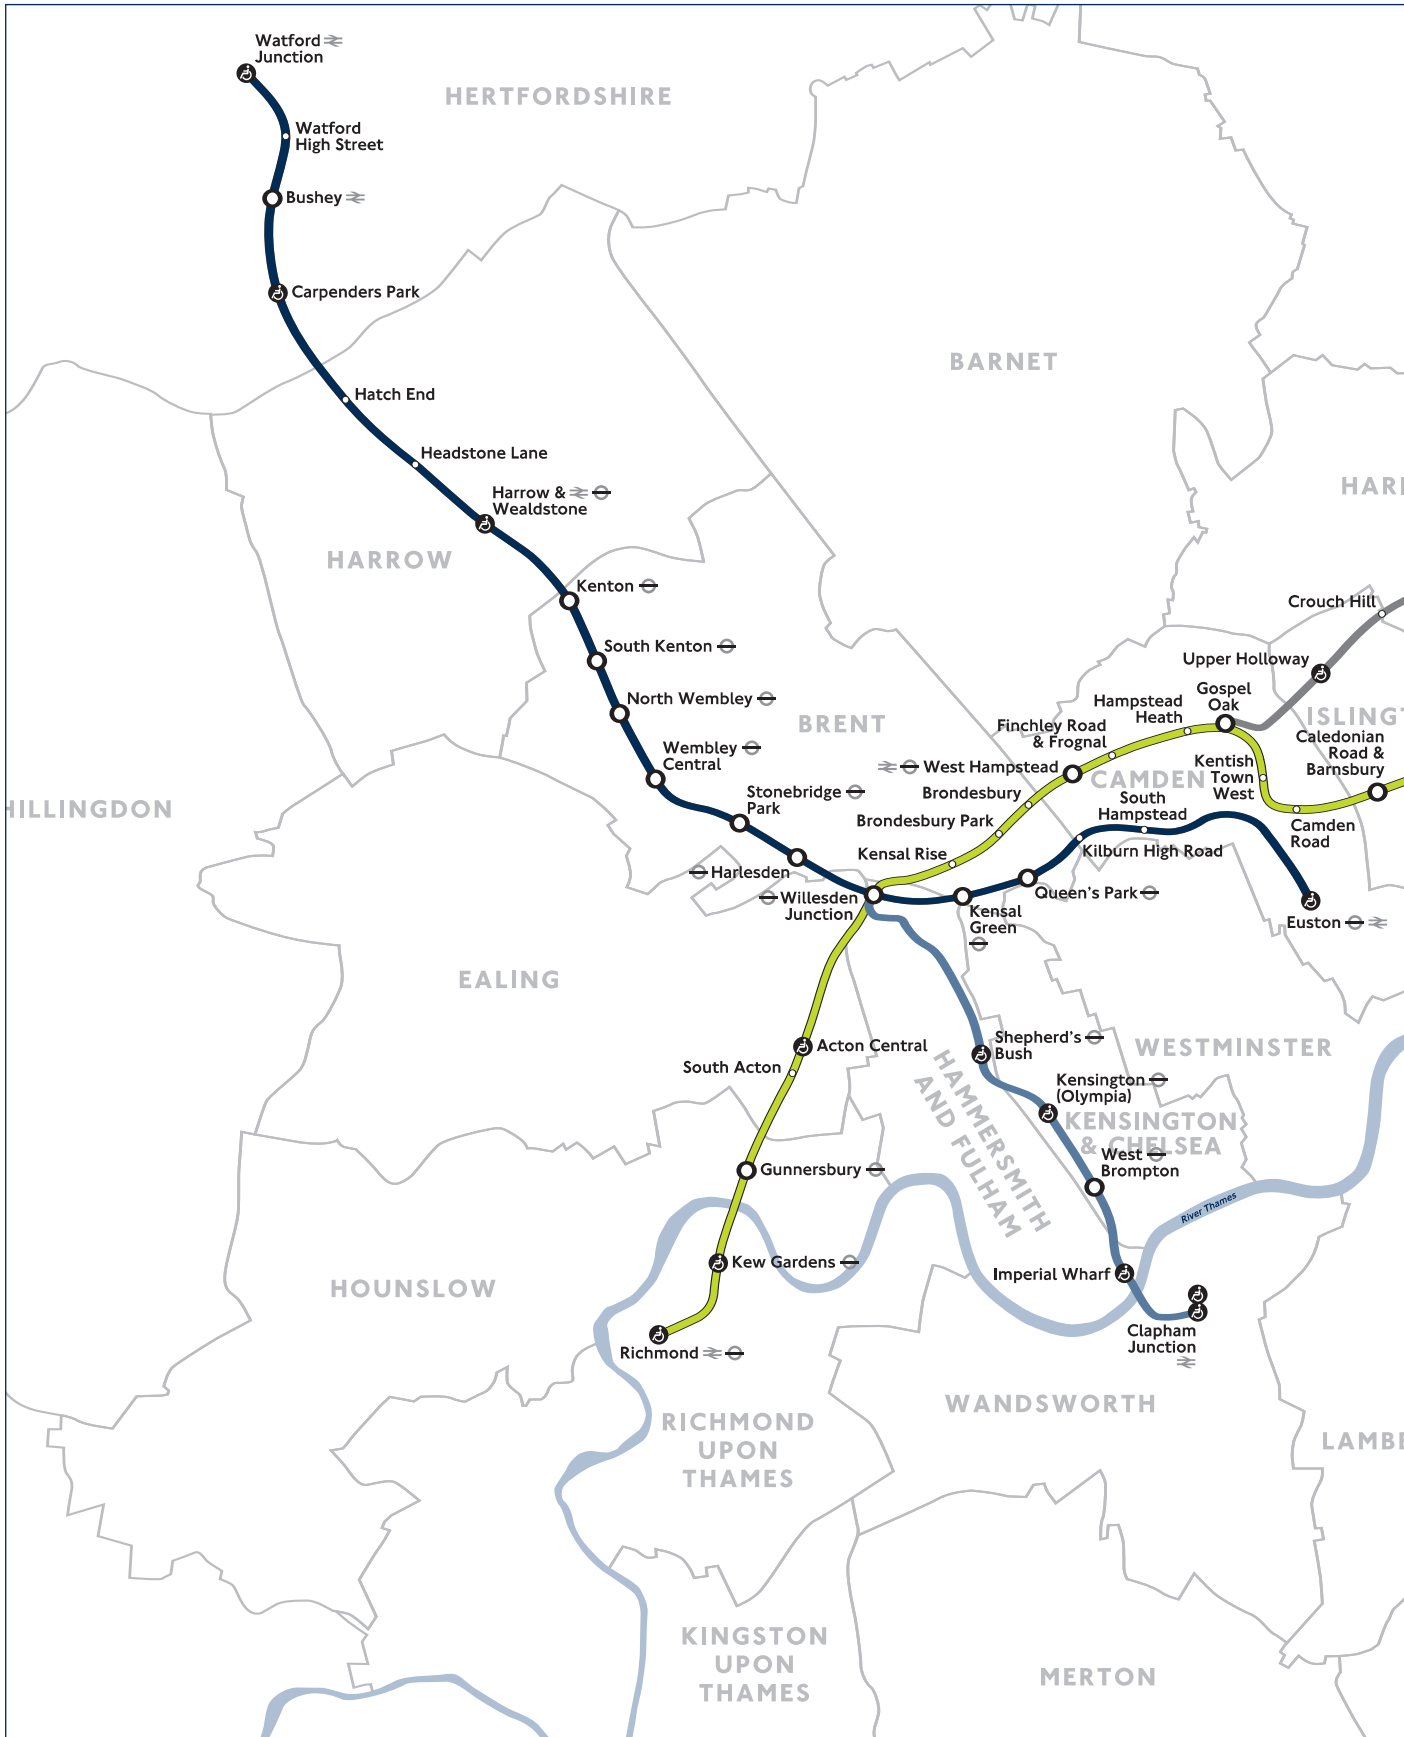 Watford
Junction
HERTFORDSHIRE
Watford
High Street
Bushey
Carpenders Park
BARNET
Hatch End
Headstone Lane
Harrow &
Wealdstone
HARROW
Kenton
Crouch Hill
South Kenton
Upper Holloway
North Wembley
Gospel
Oak
Hampstead
Heath
BRENT
Finchley Road
& Frognal
Caledonian
Road &
Barnsbury
Wembley
Central
West Hampstead
Kentish
Town
West
CAMDEN
Stonebridge
Park
Brondesbury
South
Hampstead
Brondesbury Park
Camden
Road
Kensal Rise
Kilburn High Road
Harlesden
Willesden
Junction
Queen's Park
Kensal
Green
Euston
EALING
Shepherd's
Bush
Acton Central
WESTMINSTER
South Acton
HAMMERSMITH
AND FULHAM
Kensington
(Olympia)
KENSINGTON
& CHELSEA
West
Brompton
Gunnersbury
River Thames
Kew Gardens
Imperial Wharf
HOUNSLOW
Clapham
Junction
Richmond
WANDSWORTH
RICHMOND
UPON
THAMES
KINGSTON
UPON
THAMES
MERTON